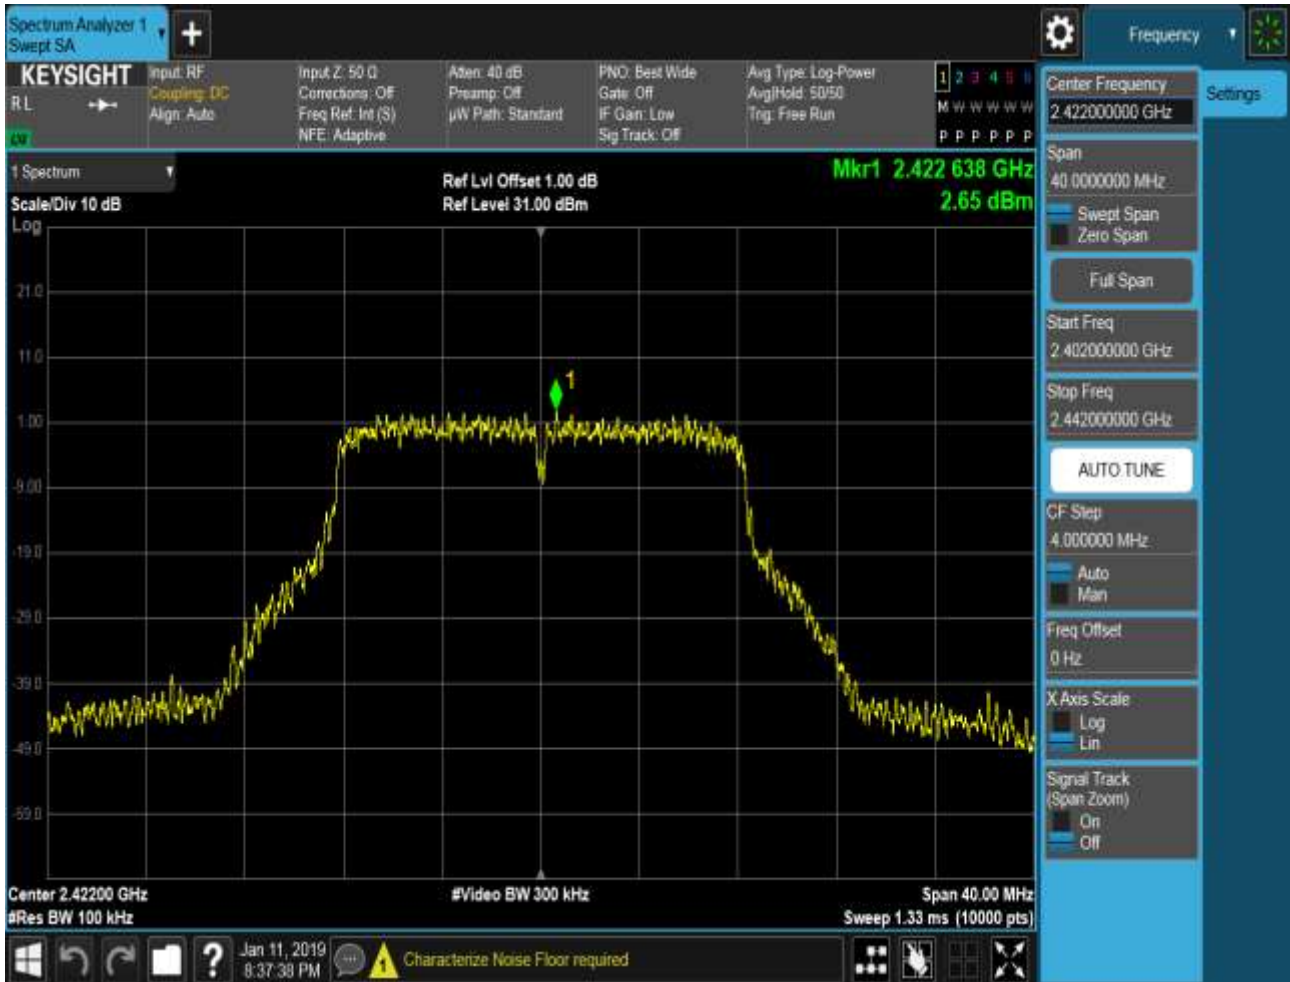 Spectrum Analyzer 1
Swept SA
Frequency
KEYSIGHT
RL
Input: RF
Coupling: DC
Align: Auto
Input Z: 50 Ω
Corrections: Off
Freq Ref: Int (S)
NFE: Adaptive
Atten: 40 dB
Preamp: Off
µW Path: Standard
PNO: Best Wide
Gate: Off
IF Gain: Low
Sig Track: Off
Avg Type: Log-Power
Avg|Hold: 50/50
Trig: Free Run
1 2 3 4 5 6
M W W W W W
P P P P P P
1 Spectrum
Scale/Div 10 dB
Log
Ref Lvl Offset 1.00 dB
Ref Level 31.00 dBm
Mkr1 2.422 638 GHz
2.65 dBm
21.0
11.0
1.00
-9.00
-19.0
-29.0
-39.0
-49.0
-59.0
1
Center 2.42200 GHz
#Res BW 100 kHz
#Video BW 300 kHz
Span 40.00 MHz
Sweep 1.33 ms (10000 pts)
Center Frequency
2.422000000 GHz
Settings
Span
40.0000000 MHz
Swept Span
Zero Span
Full Span
Start Freq
2.402000000 GHz
Stop Freq
2.442000000 GHz
AUTO TUNE
CF Step
4.000000 MHz
Auto
Man
Freq Offset
0 Hz
X Axis Scale
Log
Lin
Signal Track
(Span Zoom)
On
Off
?
Jan 11, 2019
8:37:38 PM
1
Characterize Noise Floor required